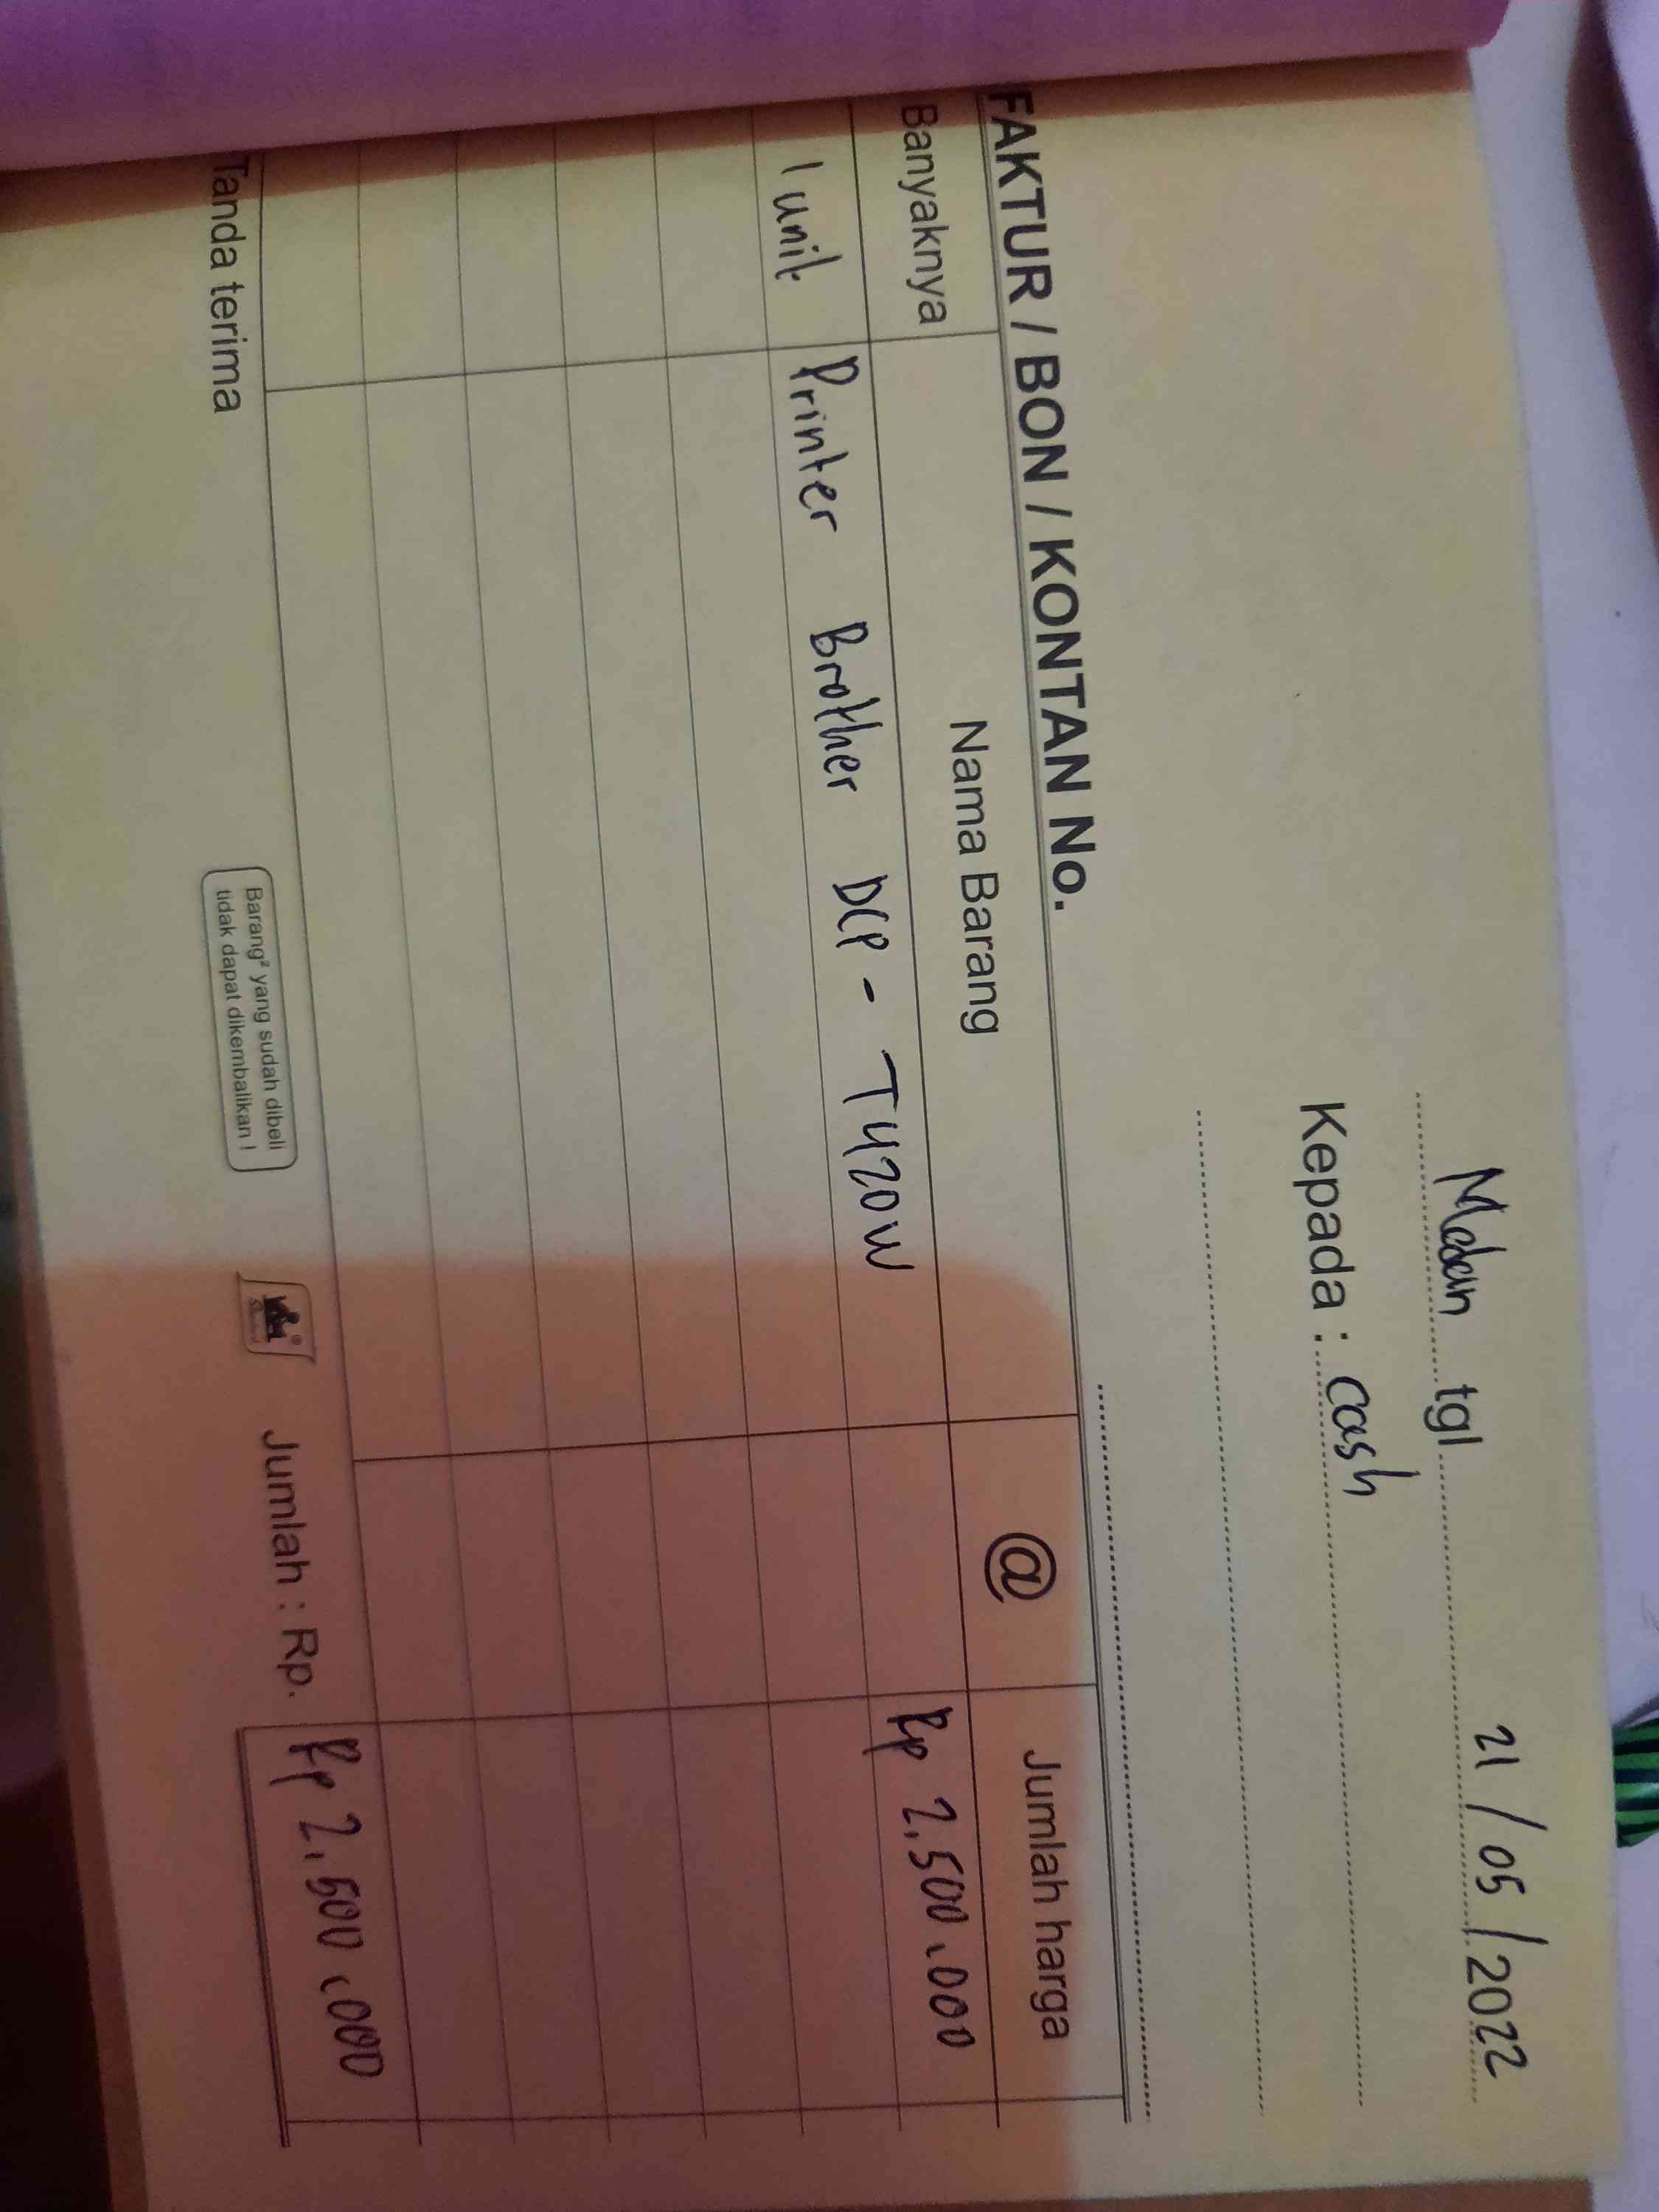 Medan tgl 21/05/2022
Kepada : cash
FAKTUR / BON / KONTAN No.
Banyaknya Nama Barang @ Jumlah harga
1 unit Printer Brother DCP - T420W Rp 2.500.000
Tanda terima
Barang² yang sudah dibeli
tidak dapat dikembalikan !
Jumlah : Rp. Rp 2.500.000